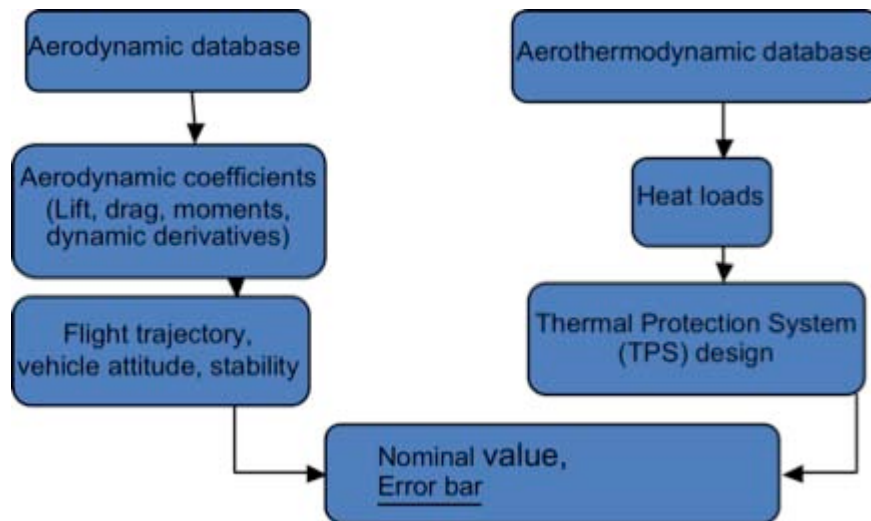 Aerodynamic database
Aerodynamic coefficients
(Lift, drag, moments,
dynamic derivatives)
Flight trajectory,
vehicle attitude, stability
Aerothermodynamic database
Heat loads
Thermal Protection System
(TPS) design
Nominal value,
Error bar